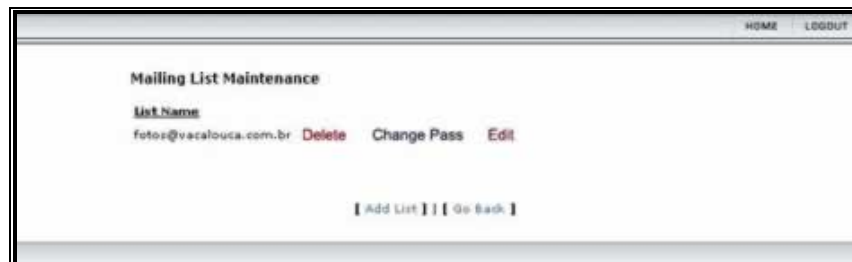 HOME LOGOUT
Mailing List Maintenance
List Name
fotos@vacalouca.com.br Delete Change Pass Edit
[ Add List ] | [ Go Back ]